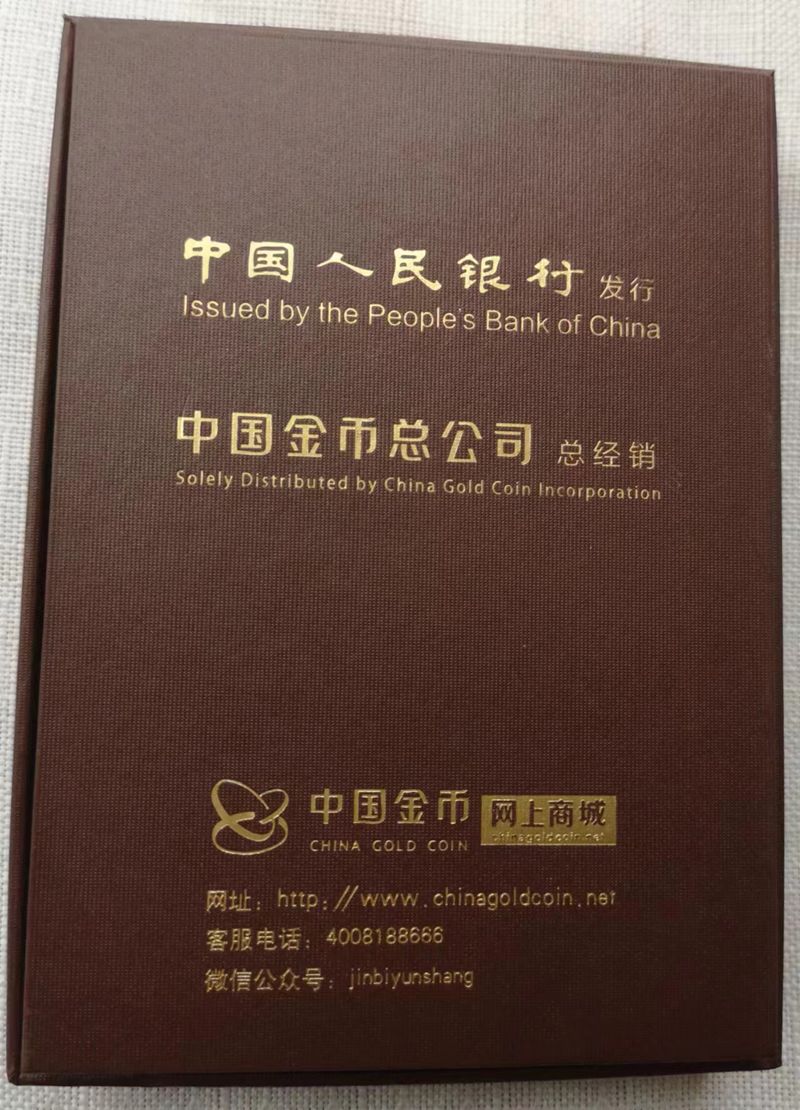 中国人民银行 发行
Issued by the People's Bank of China
中国金币总公司 总经销
Solely Distributed by China Gold Coin Incorporation
中国金币 网上商城
CHINA GOLD COIN chinagoldcoin.net
网址：http://www.chinagoldcoin.net
客服电话：4008188666
微信公众号：jinbiyunshang